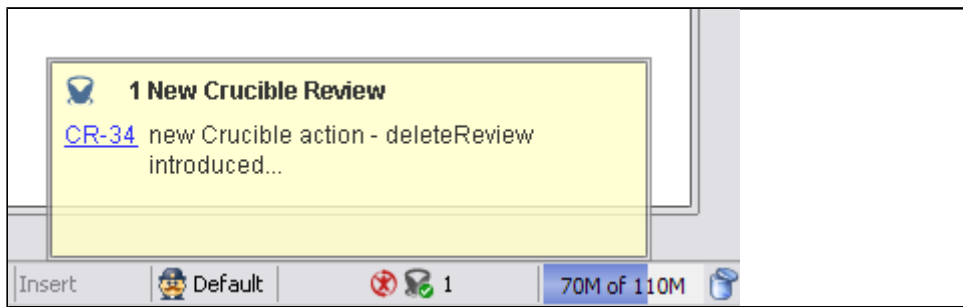 1 New Crucible Review
CR-34 new Crucible action - deleteReview
introduced...
Insert Default 1 70M of 110M